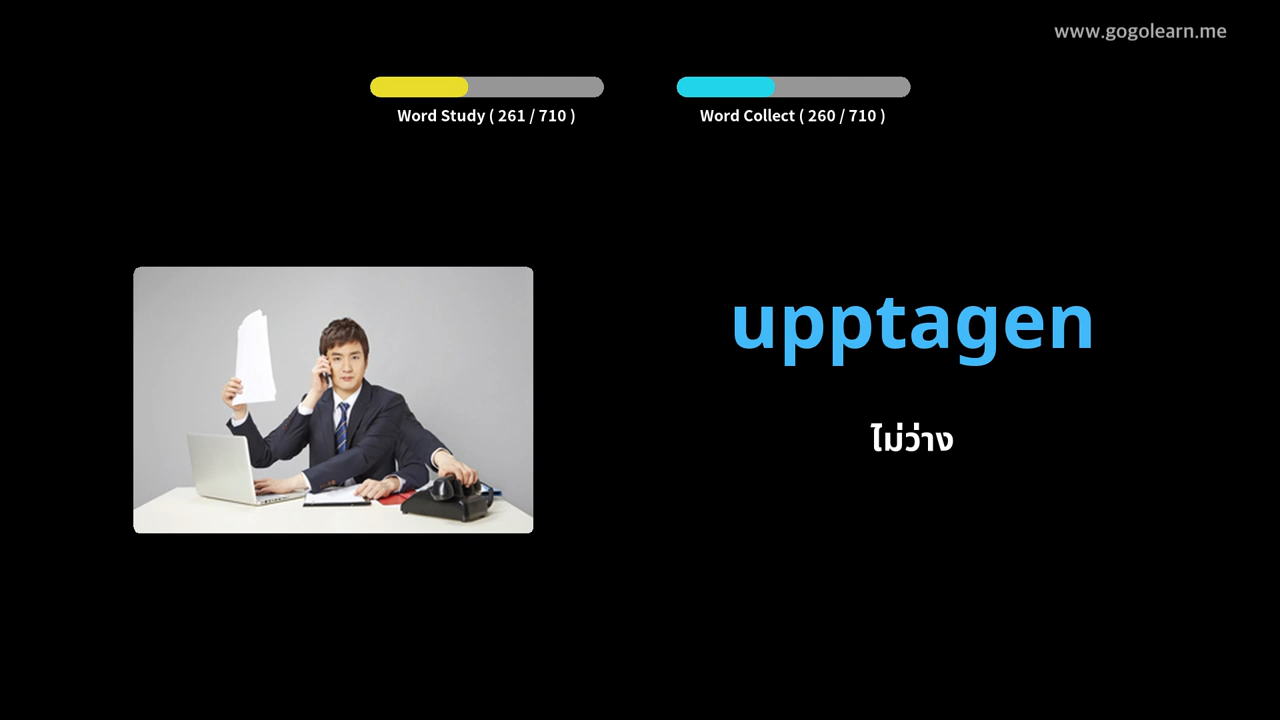 www.gogolearn.me
Word Study ( 261 / 710 )
Word Collect ( 260 / 710 )
upptagen
ไม่ว่าง